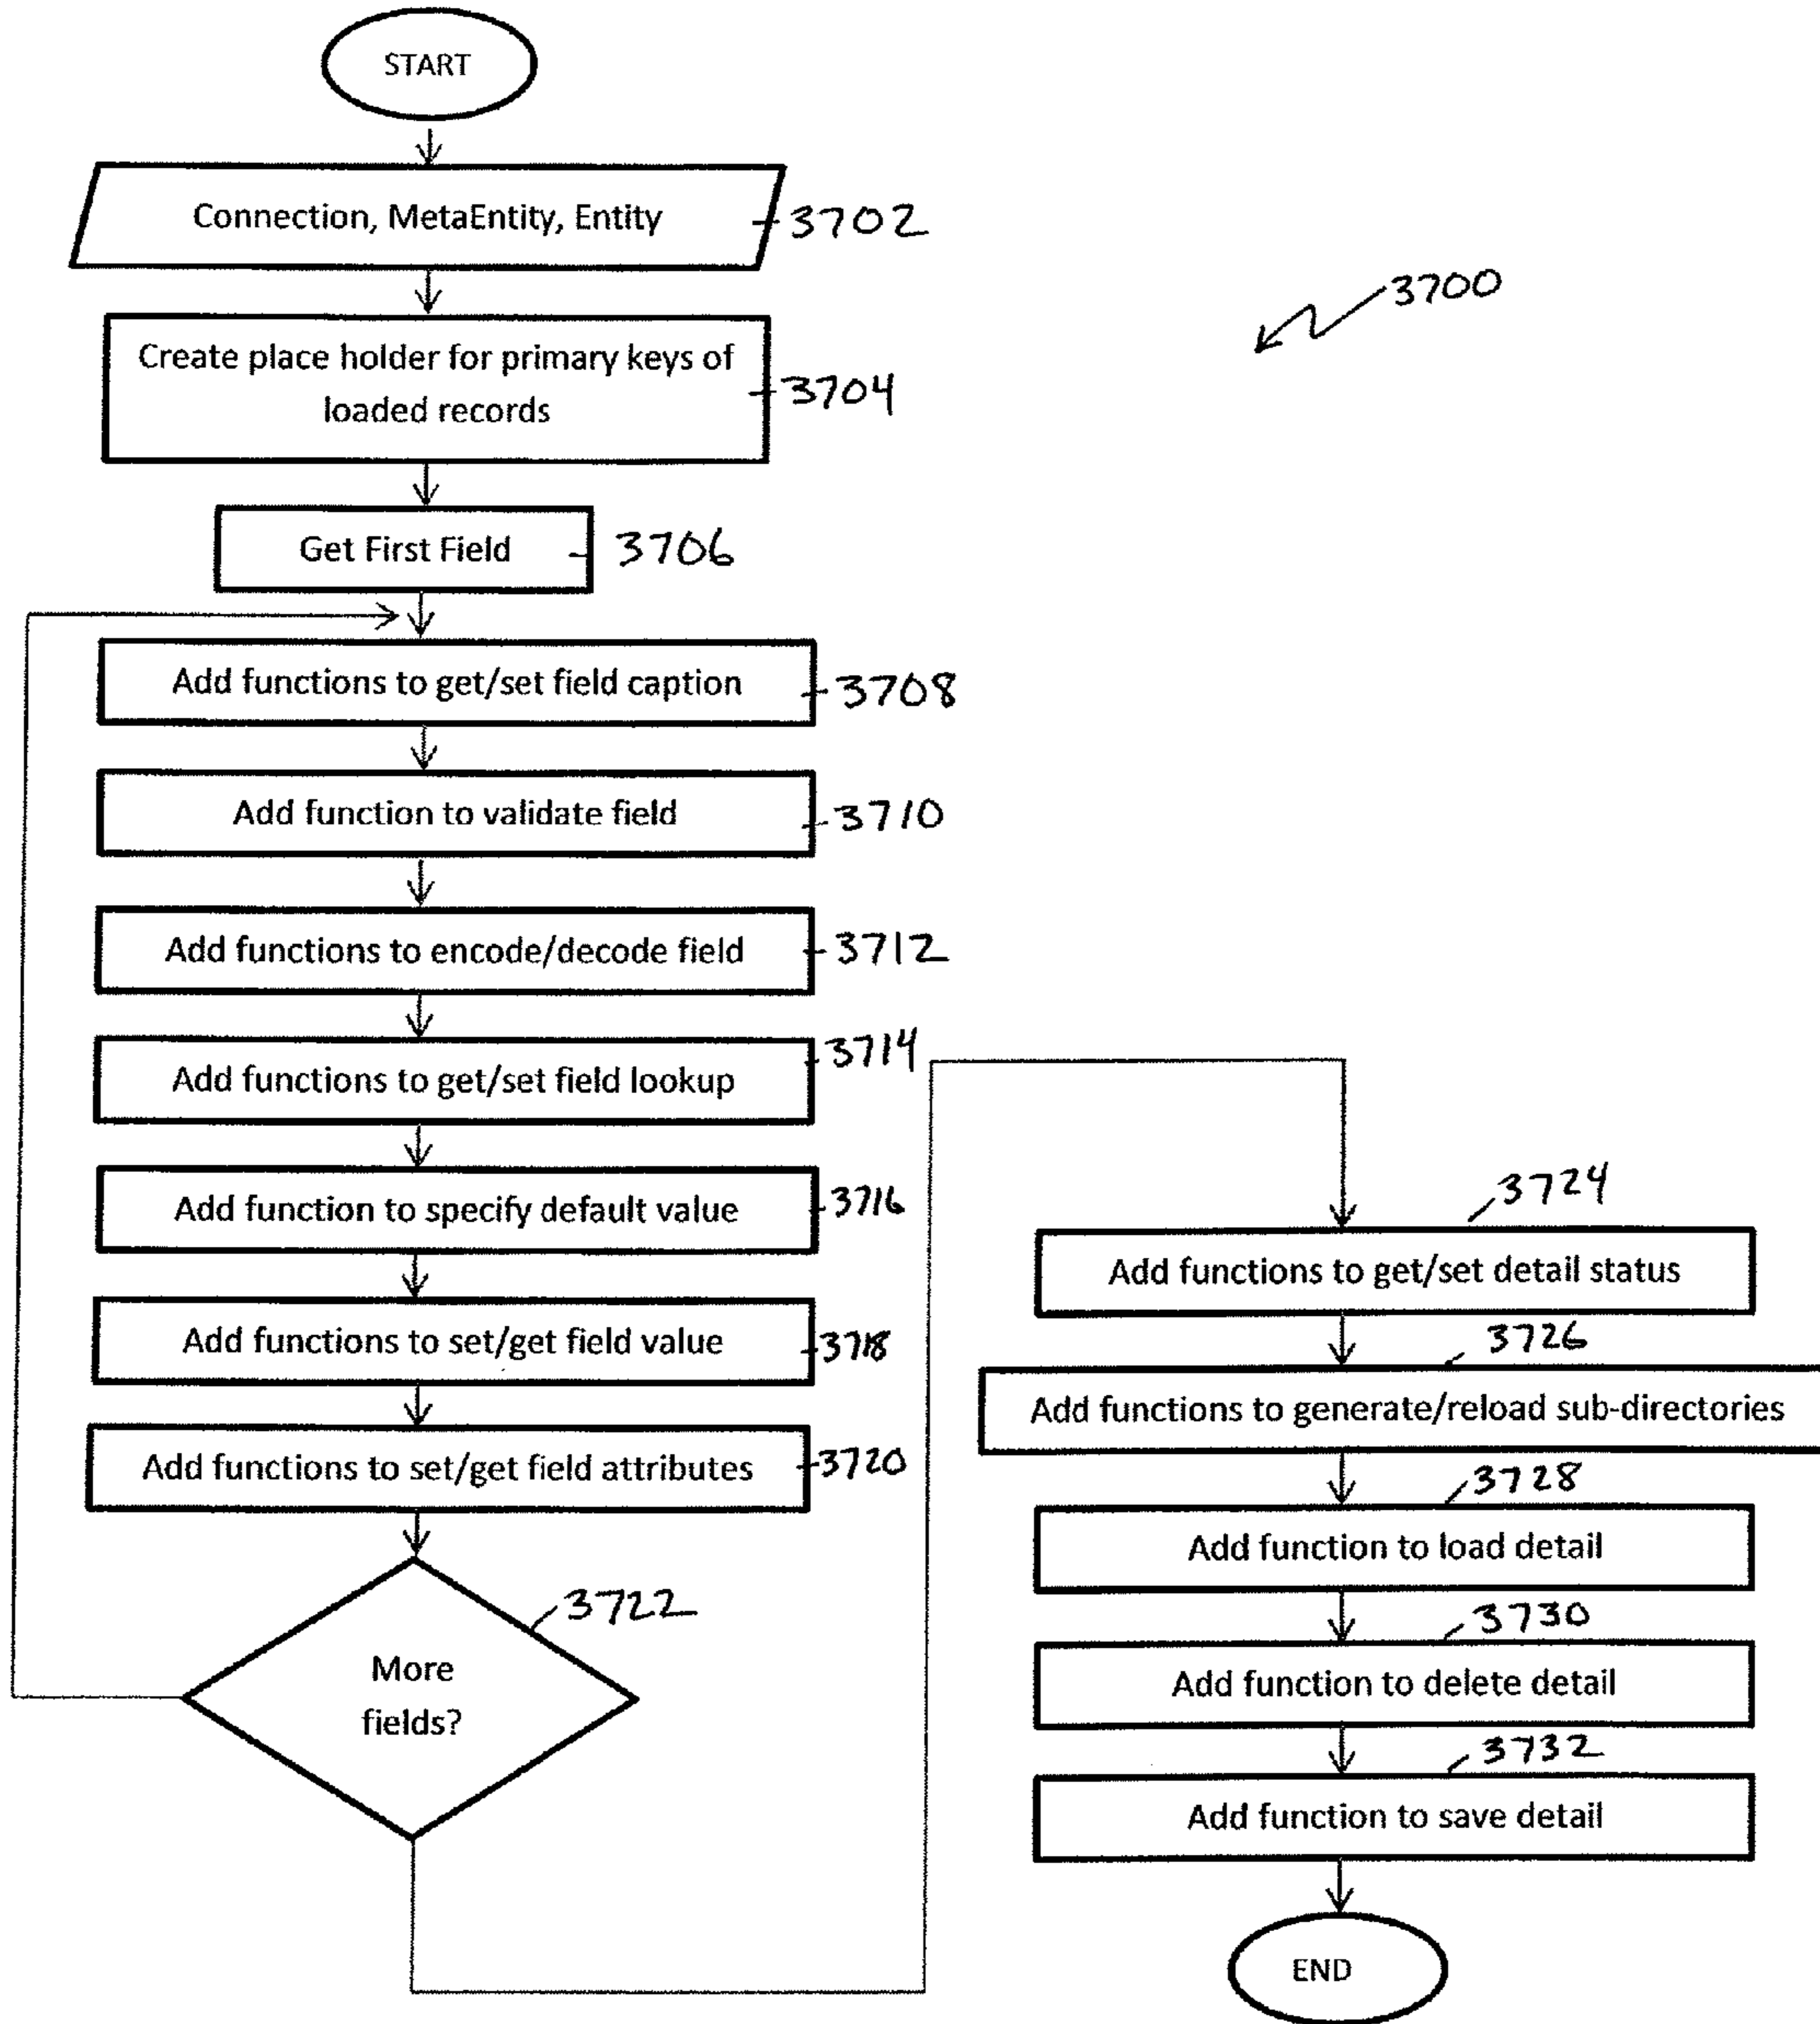 START
Connection, MetaEntity, Entity
3702
3700
Create place holder for primary keys of
loaded records
3704
Get First Field
3706
Add functions to get/set field caption
3708
Add function to validate field
3710
Add functions to encode/decode field
3712
Add functions to get/set field lookup
3714
Add function to specify default value
3716
Add functions to set/get field value
3718
Add functions to set/get field attributes
3720
More
fields?
3722
3724
Add functions to get/set detail status
3726
Add functions to generate/reload sub-directories
3728
Add function to load detail
3730
Add function to delete detail
3732
Add function to save detail
END